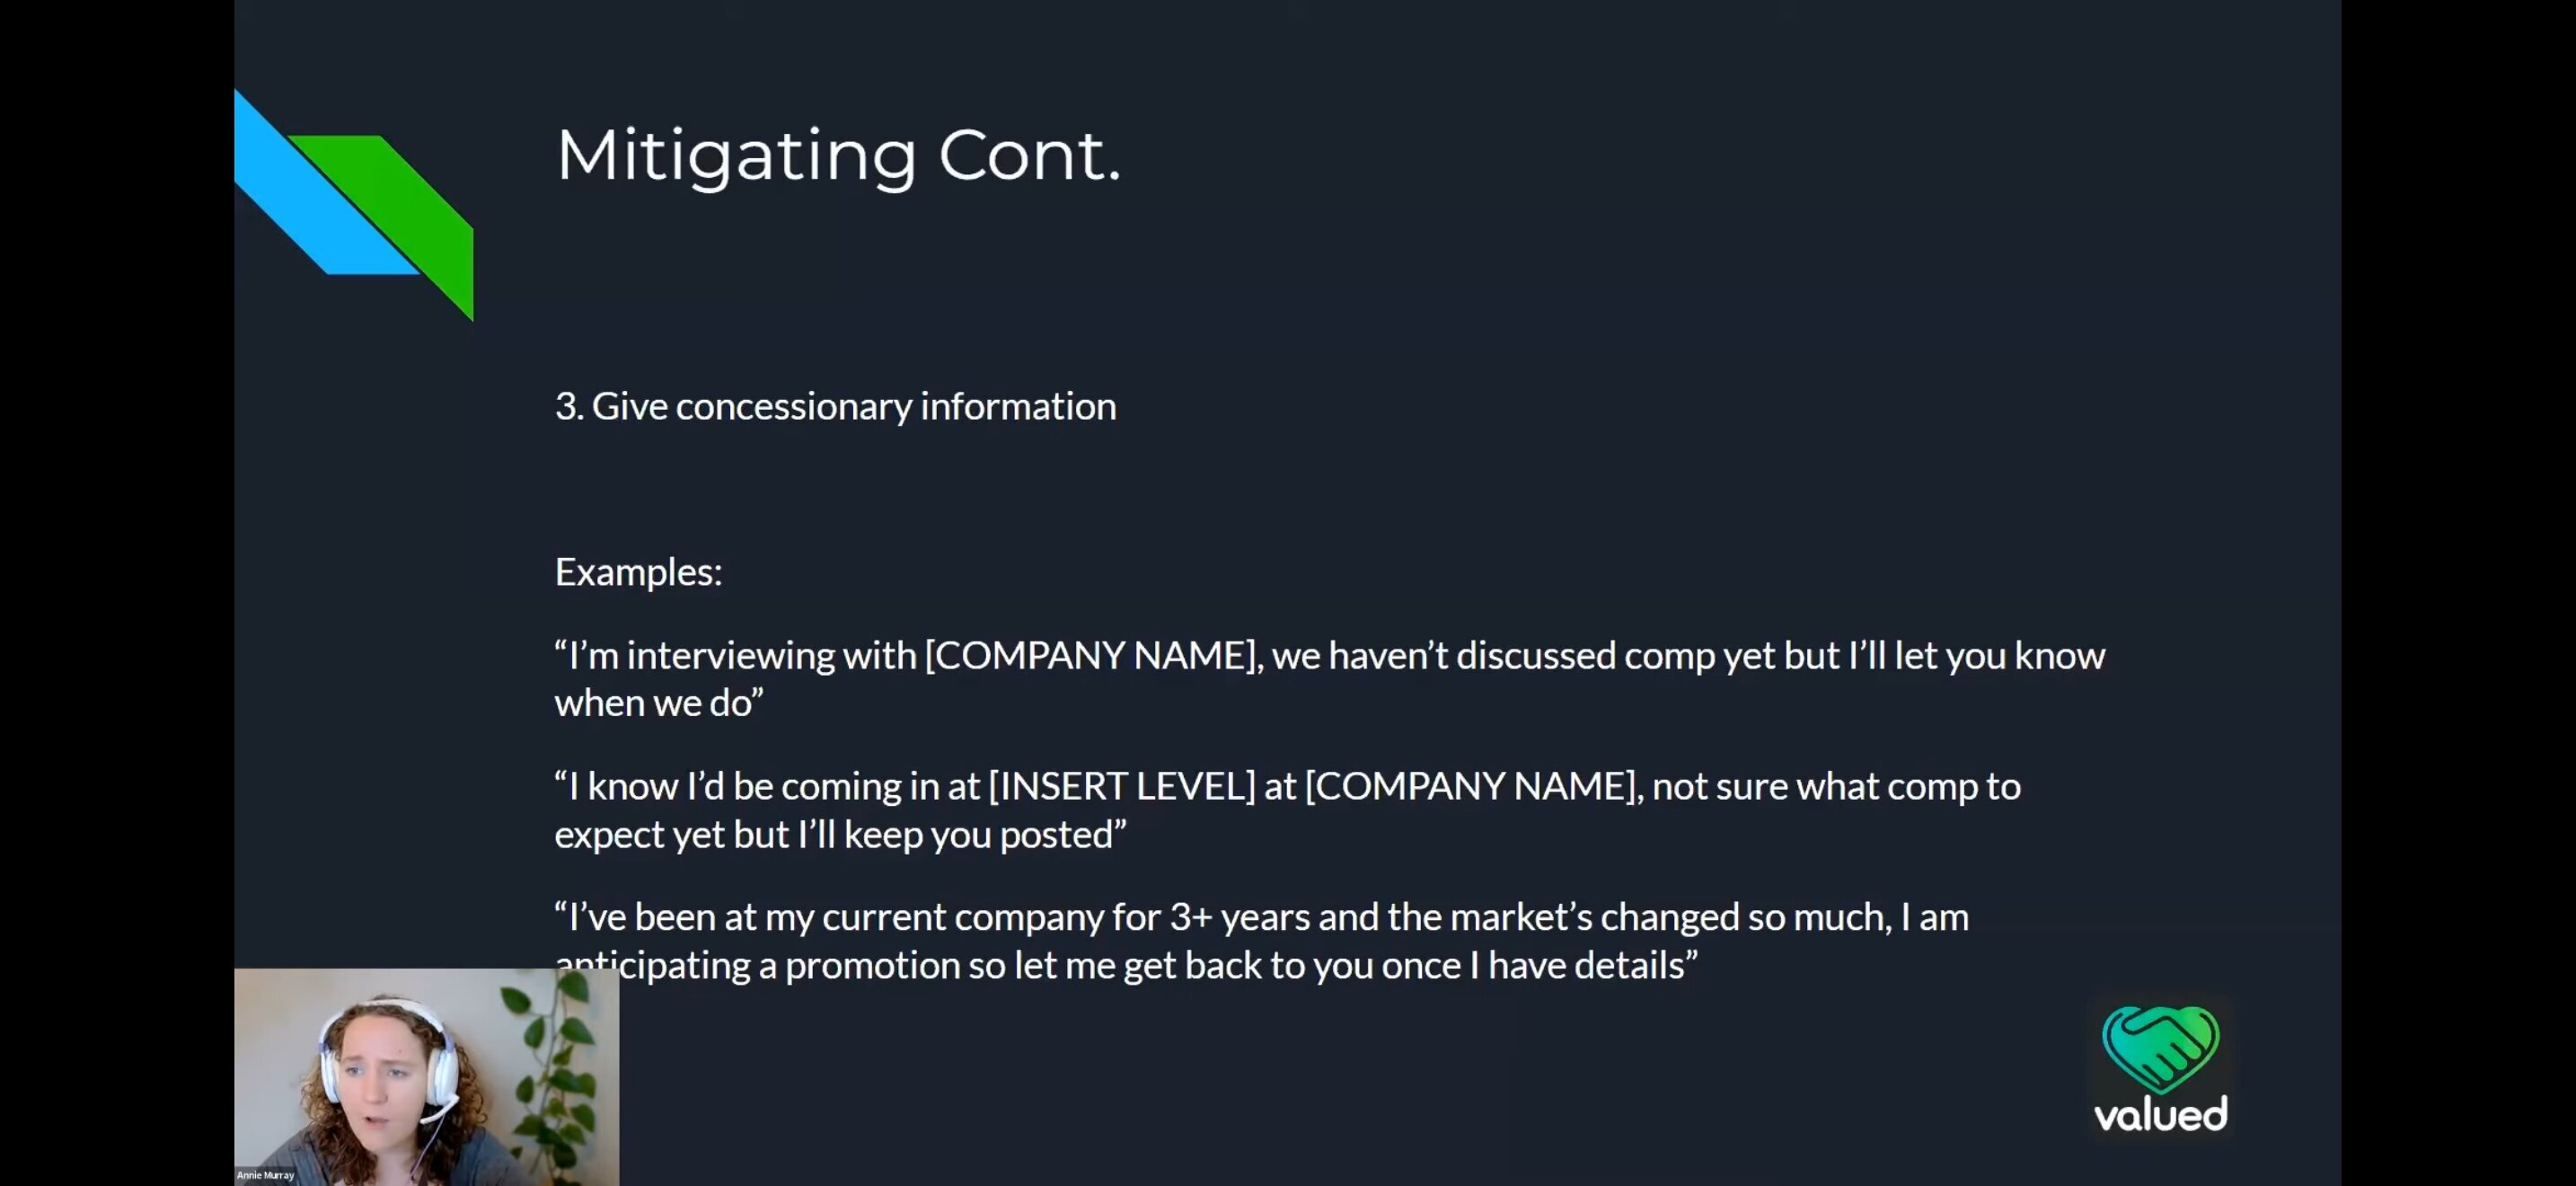 Mitigating Cont.
3. Give concessionary information
Examples:
“I’m interviewing with [COMPANY NAME], we haven’t discussed comp yet but I’ll let you know
when we do”
“I know I’d be coming in at [INSERT LEVEL] at [COMPANY NAME], not sure what comp to
expect yet but I’ll keep you posted”
“I’ve been at my current company for 3+ years and the market’s changed so much, I am
anticipating a promotion so let me get back to you once I have details”
valued
Annie Murray